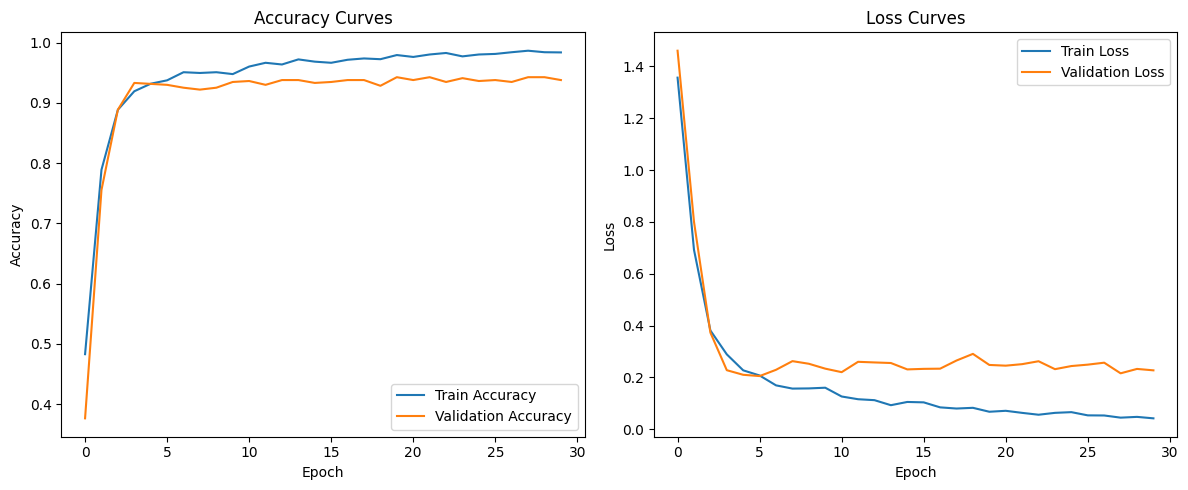 Accuracy Curves
1.0
0.9
0.8
0.7
0.6
0.5
0.4
Accuracy
Train Accuracy
Validation Accuracy
0 5 10 15 20 25 30
Epoch
Loss Curves
1.4
1.2
1.0
0.8
0.6
0.4
0.2
0.0
Loss
Train Loss
Validation Loss
0 5 10 15 20 25 30
Epoch